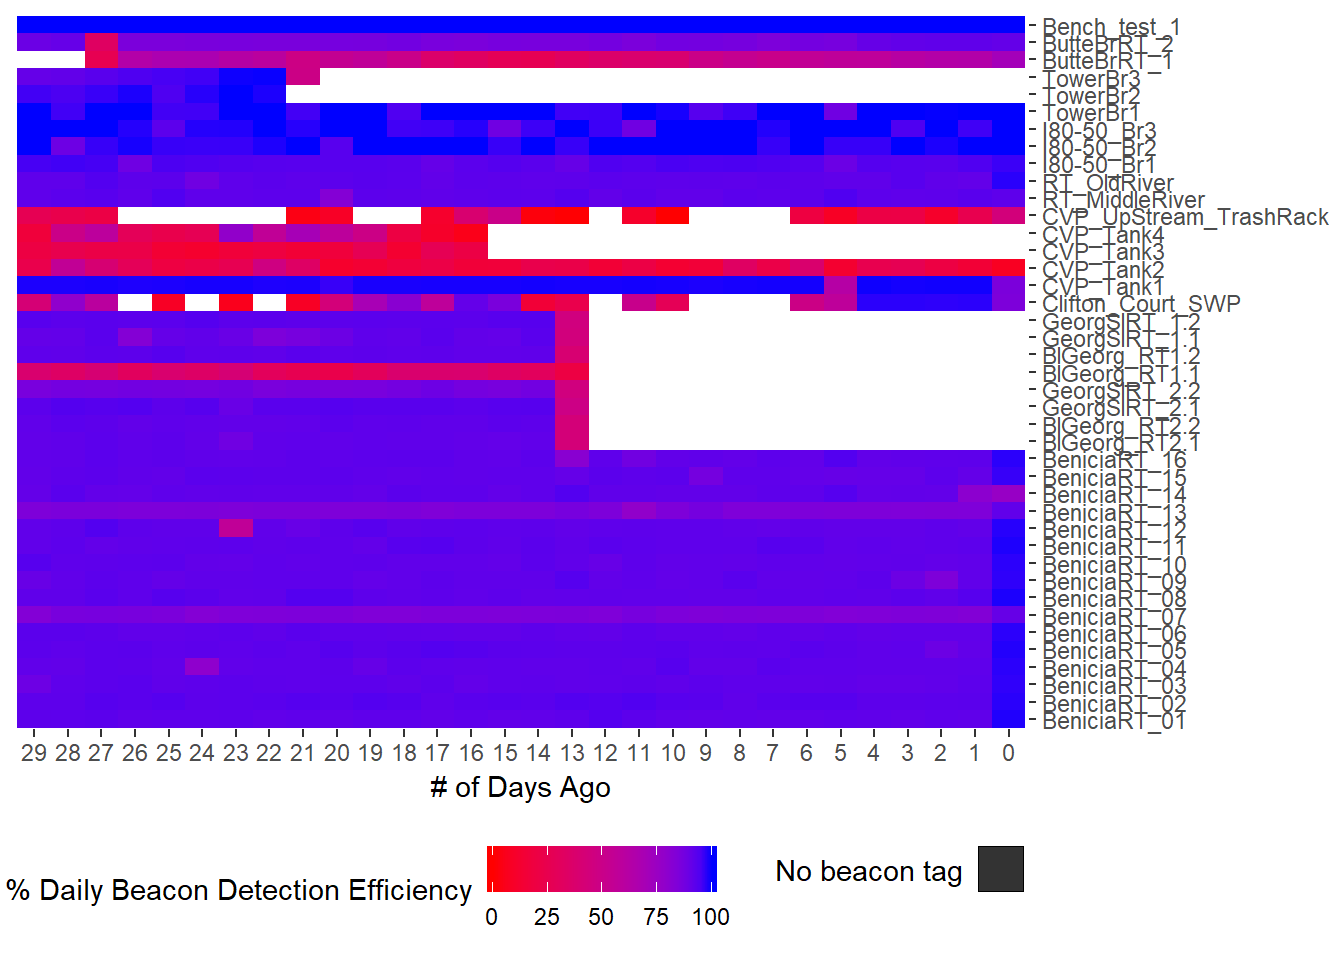 Bench_test_1
ButteBrRT_2
ButteBrRT_1
TowerBr3
TowerBr2
TowerBr1
I80-50_Br3
I80-50_Br2
I80-50_Br1
RT_OldRiver
RT_MiddleRiver
CVP_UpStream_TrashRack
CVP_Tank4
CVP_Tank3
CVP_Tank2
CVP_Tank1
Clifton_Court_SWP
GeorgSlRT_1.2
GeorgSlRT_1.1
BlGeorg_RT1.2
BlGeorg_RT1.1
GeorgSlRT_2.2
GeorgSlRT_2.1
BlGeorg_RT2.2
BlGeorg_RT2.1
BeniciaRT_16
BeniciaRT_15
BeniciaRT_14
BeniciaRT_13
BeniciaRT_12
BeniciaRT_11
BeniciaRT_10
BeniciaRT_09
BeniciaRT_08
BeniciaRT_07
BeniciaRT_06
BeniciaRT_05
BeniciaRT_04
BeniciaRT_03
BeniciaRT_02
BeniciaRT_01
29 28 27 26 25 24 23 22 21 20 19 18 17 16 15 14 13 12 11 10 9 8 7 6 5 4 3 2 1 0
# of Days Ago
% Daily Beacon Detection Efficiency
0 25 50 75 100
No beacon tag